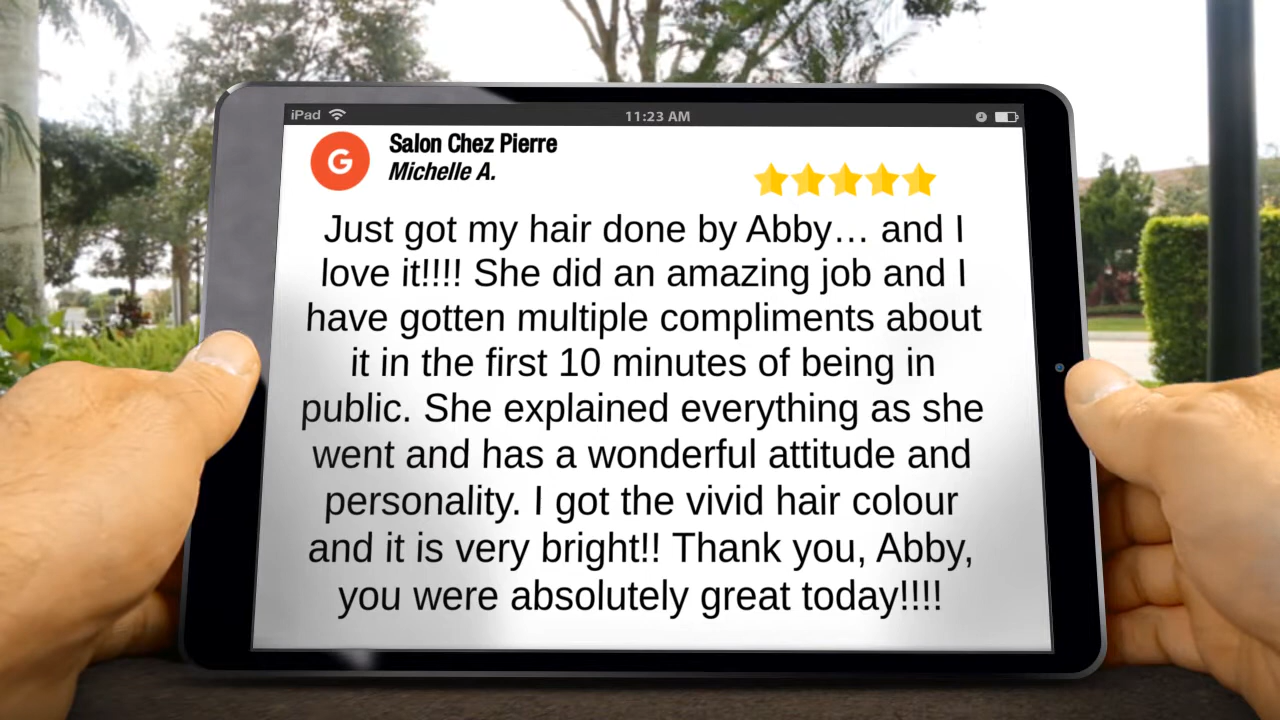 iPad 11:23 AM
G
Salon Chez Pierre
Michelle A.
Just got my hair done by Abby… and I
love it!!!! She did an amazing job and I
have gotten multiple compliments about
it in the first 10 minutes of being in
public. She explained everything as she
went and has a wonderful attitude and
personality. I got the vivid hair colour
and it is very bright!! Thank you, Abby,
you were absolutely great today!!!!